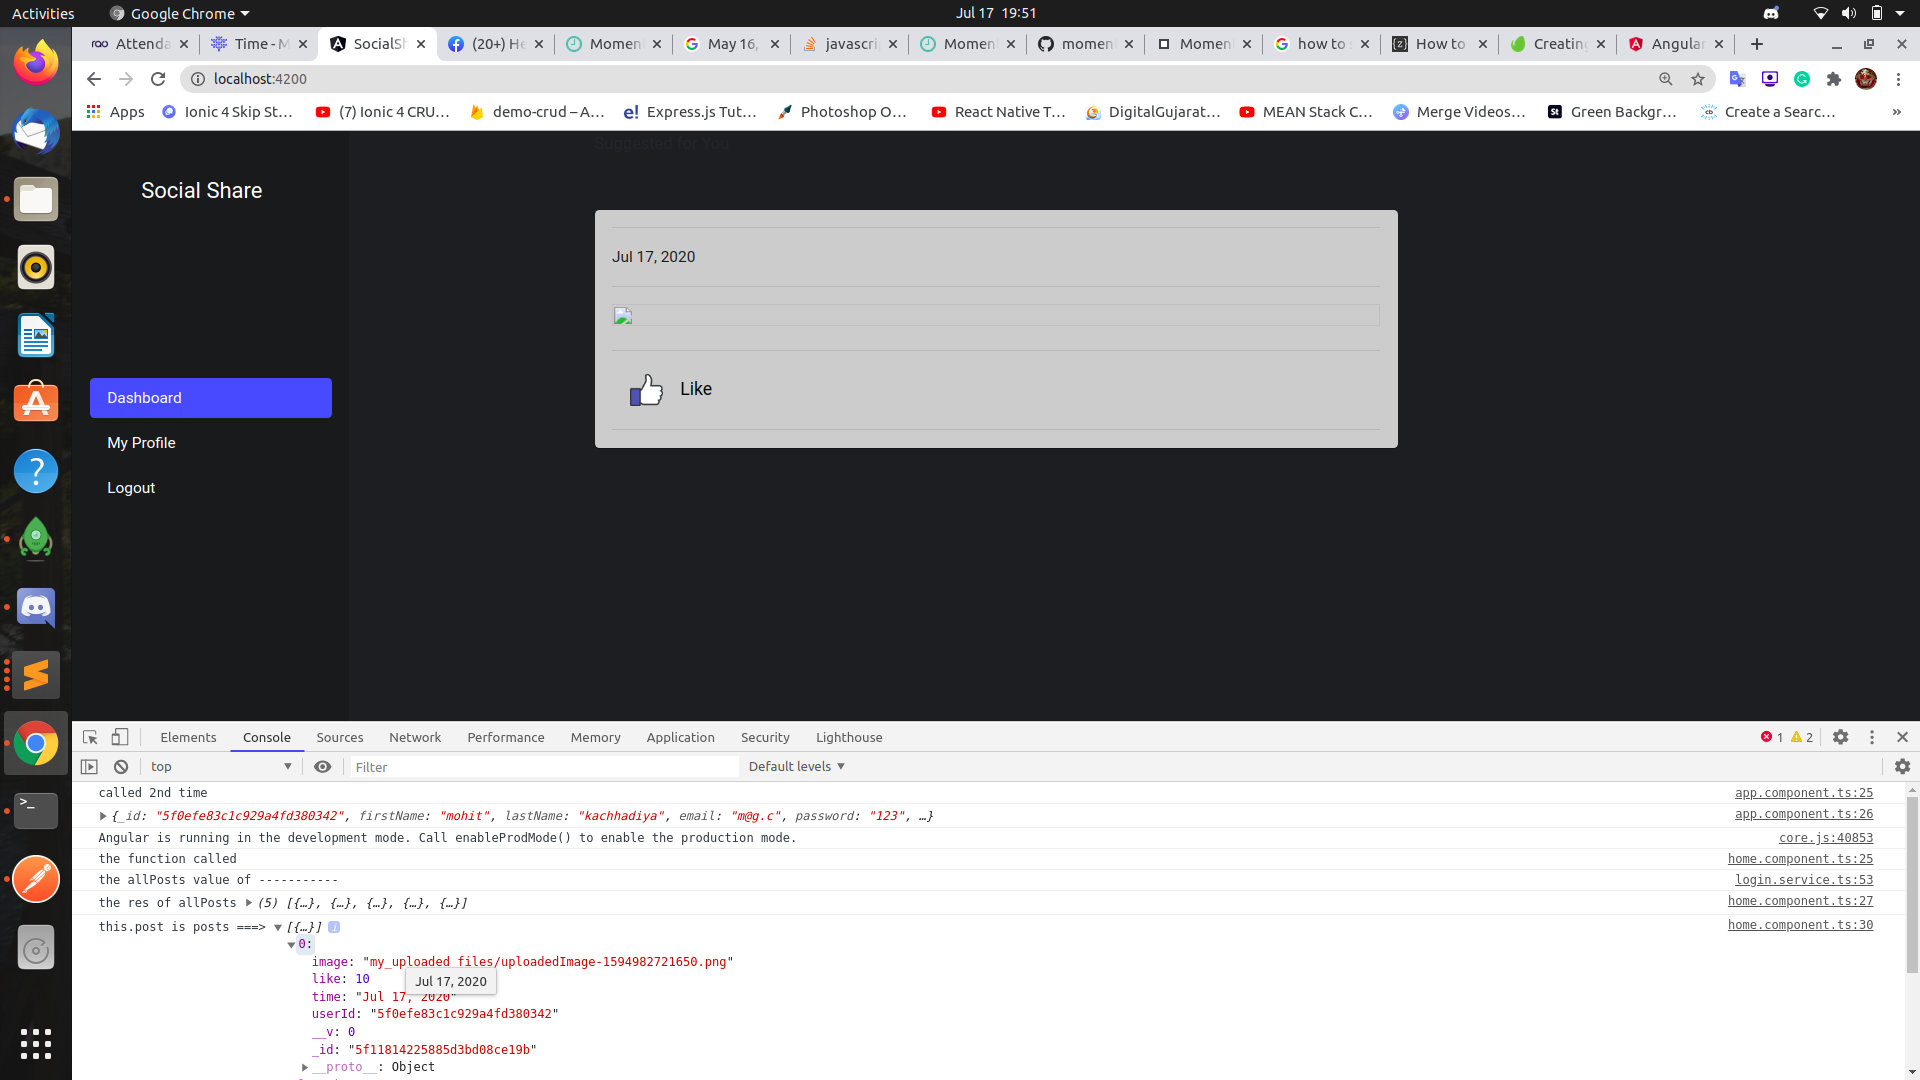 Activities
Google Chrome
Jul 17 19:51
Attenda
Time - M
SocialSh
(20+) He
Momen
May 16,
javascri
Momen
momen
Momen
how to s
How to
Creating
Angular
localhost:4200
Apps
Ionic 4 Skip St...
(7) Ionic 4 CRU...
demo-crud – A...
Express.js Tut...
Photoshop O...
React Native T...
DigitalGujarat...
MEAN Stack C...
Merge Videos...
Green Backgr...
Create a Searc...
»
Suggested for You
Social Share
Jul 17, 2020
Like
Dashboard
My Profile
Logout
Elements
Console
Sources
Network
Performance
Memory
Application
Security
Lighthouse
1
2
top
Filter
Default levels
called 2nd time
app.component.ts:25
{_id: "5f0efe83c1c929a4fd380342", firstName: "mohit", lastName: "kachhadiya", email: "m@g.c", password: "123", …}
app.component.ts:26
Angular is running in the development mode. Call enableProdMode() to enable the production mode.
core.js:40853
the function called
home.component.ts:25
the allPosts value of -----------
login.service.ts:53
the res of allPosts (5) [{…}, {…}, {…}, {…}, {…}]
home.component.ts:27
this.post is posts ===> [{…}] i
home.component.ts:30
0:
image: "my_uploaded_files/uploadedImage-1594982721650.png"
like: 10
Jul 17, 2020
time: "Jul 17, 2020"
userId: "5f0efe83c1c929a4fd380342"
__v: 0
_id: "5f11814225885d3bd08ce19b"
__proto__: Object